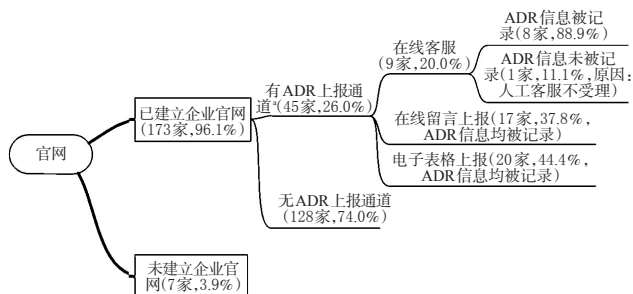 官网
已建立企业官网
(173家,96.1%)
未建立企业官
网(7家,3.9%)
有ADR上报通
道a(45家,26.0%)
无ADR上报通道
(128家,74.0%)
在线客服
(9家,20.0%)
ADR信息被记
录(8家,88.9%)
ADR信息未被记
录(1家,11.1%,原因:
人工客服不受理)
在线留言上报(17家,37.8%,
ADR信息均被记录)
电子表格上报(20家,44.4%,
ADR信息均被记录)